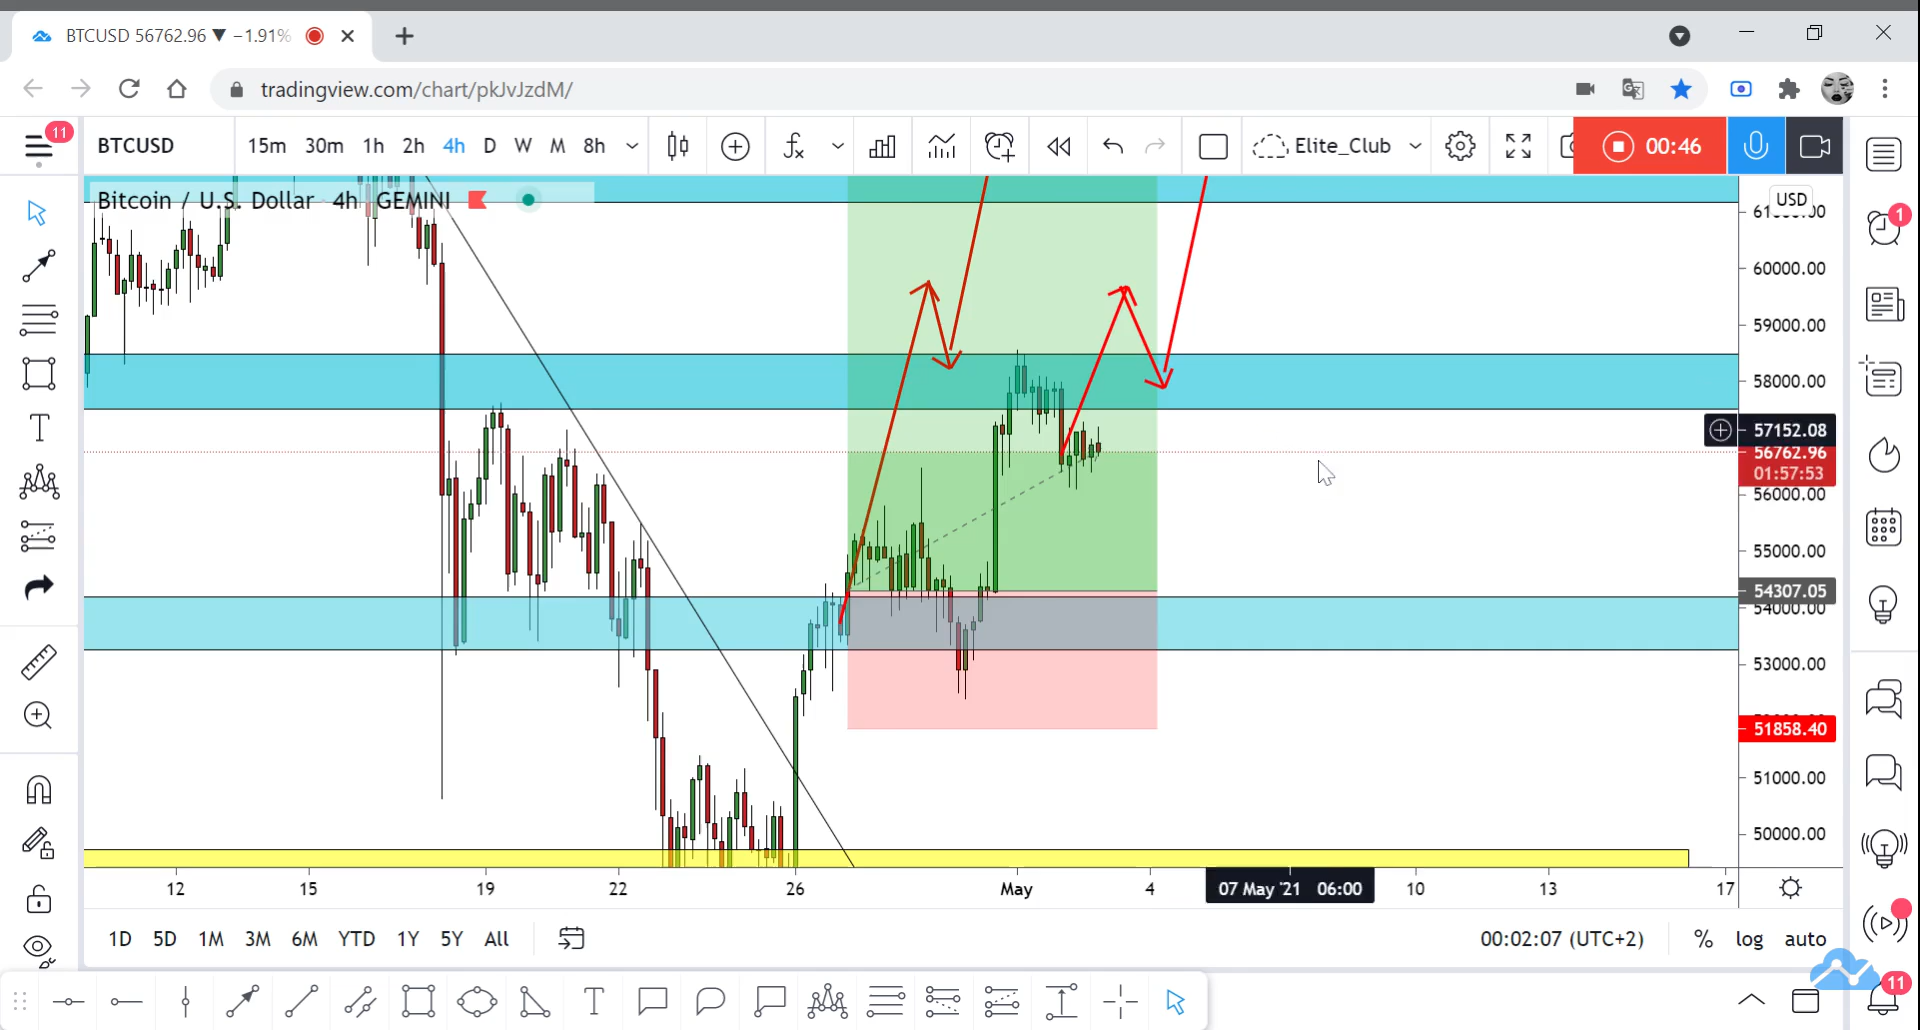 BTCUSD 56762.96 ▼ −1.91%
tradingview.com/chart/pkJvJzdM/
11
BTCUSD 15m 30m 1h 2h 4h D W M 8h Elite_Club 00:46
Bitcoin / U.S. Dollar 4h GEMINI
USD
1
60000.00
59000.00
58000.00
57152.08
56762.96
01:57:53
56000.00
55000.00
54307.05
54000.00
53000.00
51858.40
51000.00
50000.00
12 15 19 22 26 May 4 07 May '21 06:00 10 13 17
1D 5D 1M 3M 6M YTD 1Y 5Y All 00:02:07 (UTC+2) % log auto
T
T
11